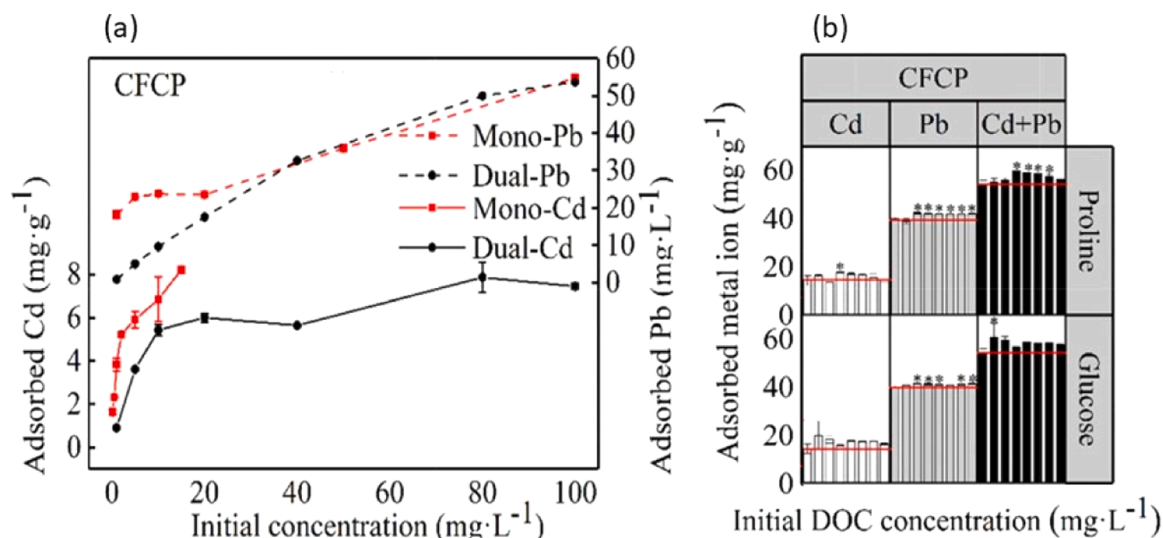 (a)
CFCP
Mono-Pb
Dual-Pb
Mono-Cd
Dual-Cd
Adsorbed Cd (mg·g⁻¹)
8
6
4
2
0
Adsorbed Pb (mg·L⁻¹)
60
50
40
30
20
10
0
0 20 40 60 80 100
Initial concentration (mg·L⁻¹)
(b)
CFCP
Cd Pb Cd+Pb
Adsorbed metal ion (mg·g⁻¹)
60
40
20
0
* * * * * * * * * * *
Proline
60
40
20
0
* * * * * *
Glucose
Initial DOC concentration (mg·L⁻¹)